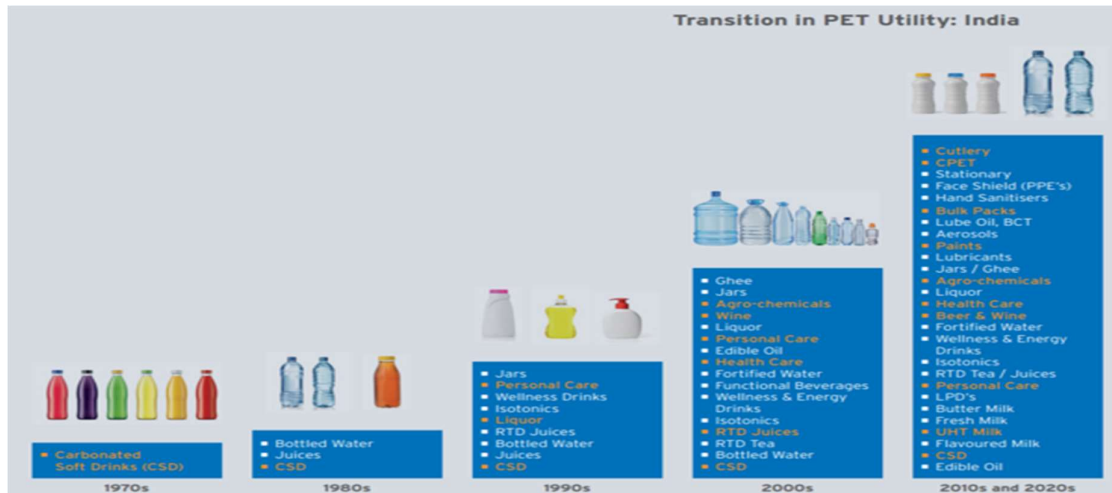 Transition in PET Utility: India
Carbonated
Soft Drinks (CSD)
1970s
Bottled Water
Juices
CSD
1980s
Jars
Personal Care
Wellness Drinks
Isotonics
Liquor
RTD Juices
Bottled Water
Juices
CSD
1990s
Ghee
Jars
Agro-chemicals
Wine
Liquor
Personal Care
Edible Oil
Health Care
Fortified Water
Functional Beverages
Wellness & Energy
Drinks
Isotonics
RTD Juices
RTD Tea
Bottled Water
CSD
2000s
Cutlery
CPET
Stationary
Face Shield (PPE's)
Hand Sanitisers
Bulk Packs
Lube Oil, BCT
Aerosols
Paints
Lubricants
Jars / Ghee
Agro-chemicals
Liquor
Health Care
Beer & Wine
Fortified Water
Wellness & Energy
Drinks
Isotonics
RTD Tea / Juices
Personal Care
LPD's
Butter Milk
Fresh Milk
UHT Milk
Flavoured Milk
CSD
Edible Oil
2010s and 2020s